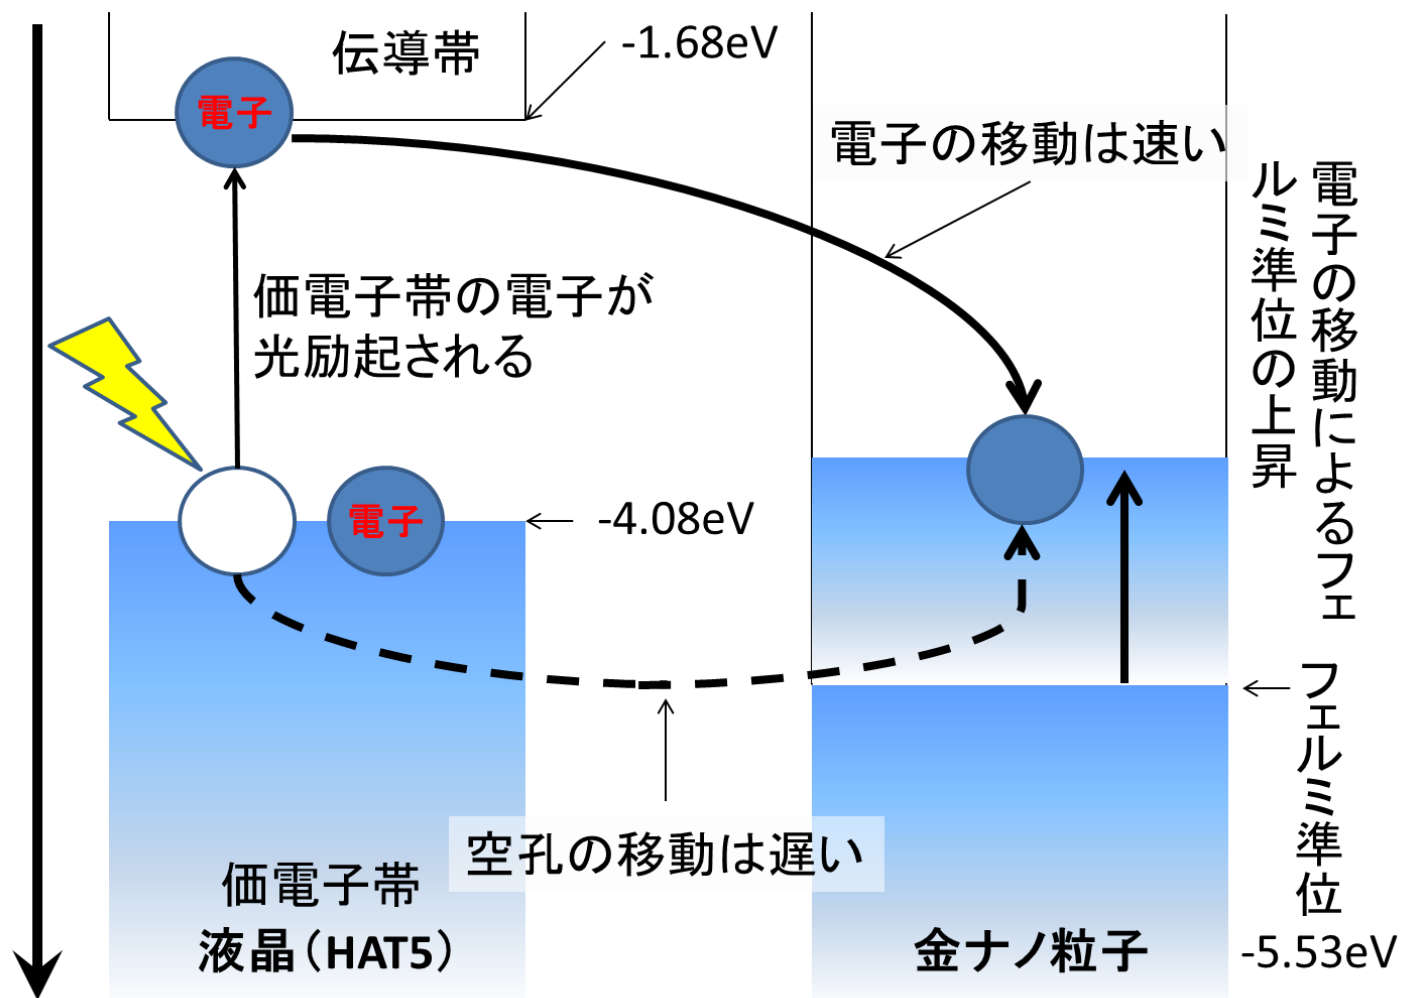 伝導帯
-1.68eV
電子
電子の移動は速い
電子の移動によるフェ
ルミ準位の上昇
価電子帯の電子が
光励起される
電子
-4.08eV
フェルミ準位
-5.53eV
空孔の移動は遅い
価電子帯
液晶（HAT5）
金ナノ粒子